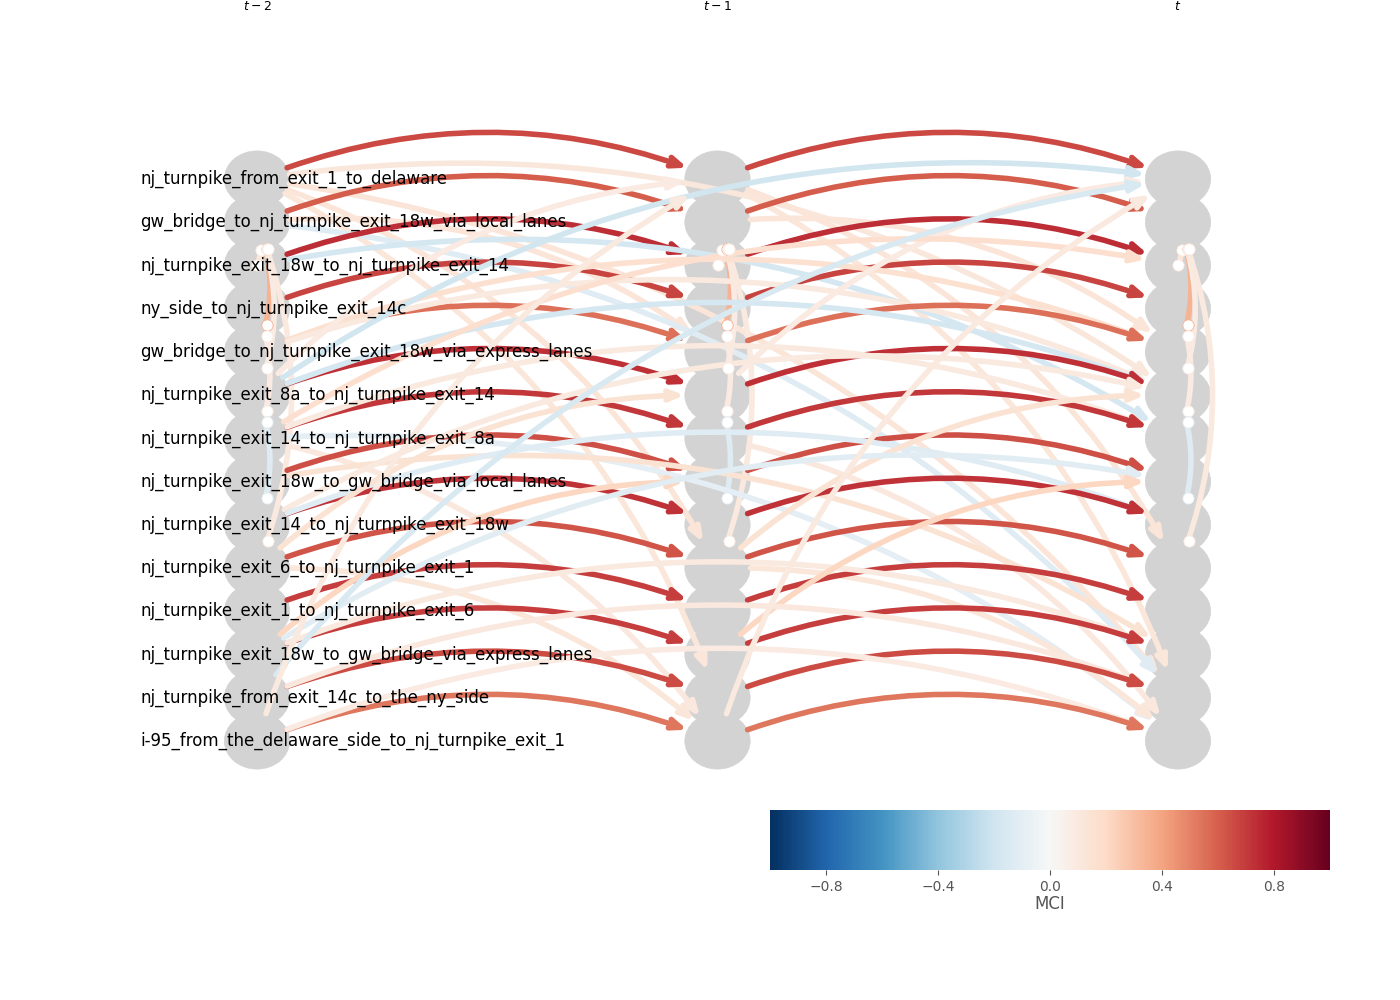 t − 2 t − 1 t
nj_turnpike_from_exit_1_to_delaware
gw_bridge_to_nj_turnpike_exit_18w_via_local_lanes
nj_turnpike_exit_18w_to_nj_turnpike_exit_14
ny_side_to_nj_turnpike_exit_14c
gw_bridge_to_nj_turnpike_exit_18w_via_express_lanes
nj_turnpike_exit_8a_to_nj_turnpike_exit_14
nj_turnpike_exit_14_to_nj_turnpike_exit_8a
nj_turnpike_exit_18w_to_gw_bridge_via_local_lanes
nj_turnpike_exit_14_to_nj_turnpike_exit_18w
nj_turnpike_exit_6_to_nj_turnpike_exit_1
nj_turnpike_exit_1_to_nj_turnpike_exit_6
nj_turnpike_exit_18w_to_gw_bridge_via_express_lanes
nj_turnpike_from_exit_14c_to_the_ny_side
i-95_from_the_delaware_side_to_nj_turnpike_exit_1
−0.8 −0.4 0.0 0.4 0.8
MCI